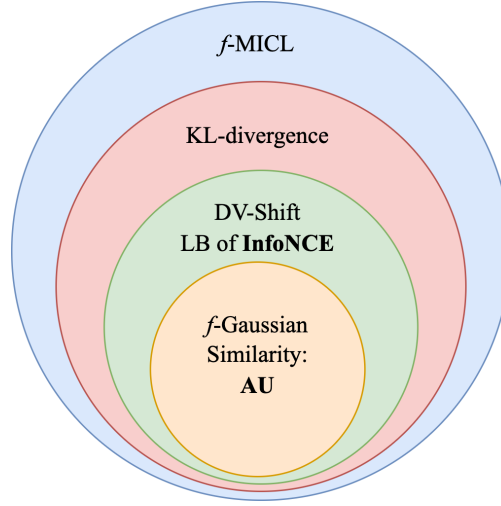 f-MICL
KL-divergence
DV-Shift
LB of InfoNCE
f-Gaussian
Similarity:
AU